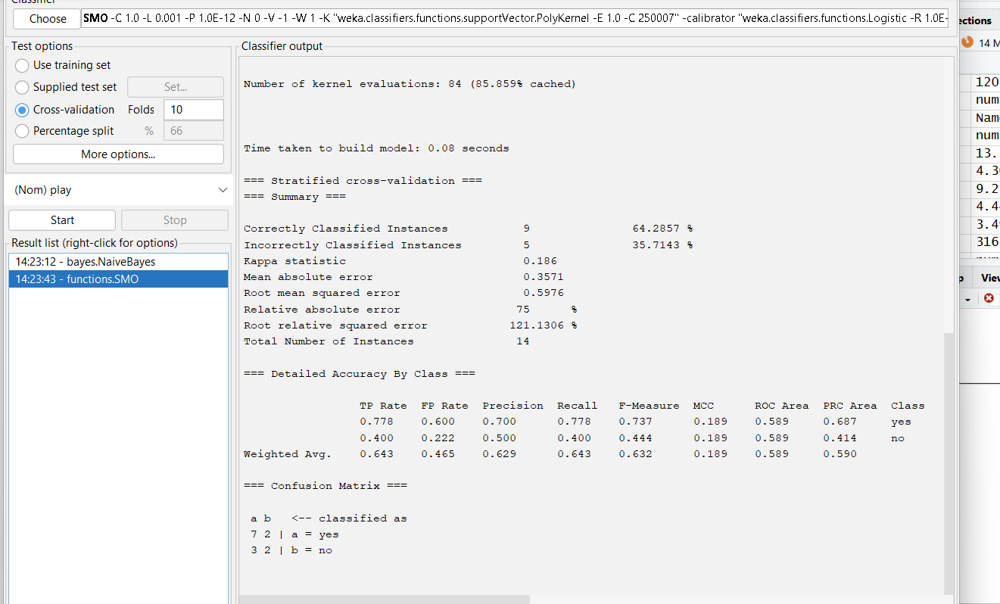 Classifier
Choose
SMO -C 1.0 -L 0.001 -P 1.0E-12 -N 0 -V -1 -W 1 -K "weka.classifiers.functions.supportVector.PolyKernel -E 1.0 -C 250007" -calibrator "weka.classifiers.functions.Logistic -R 1.0E-
Test options
Use training set
Supplied test set Set...
Cross-validation Folds 10
Percentage split % 66
More options...
(Nom) play
Start Stop
Result list (right-click for options)
14:23:12 - bayes.NaiveBayes
14:23:43 - functions.SMO
Classifier output
Number of kernel evaluations: 84 (85.859% cached)
Time taken to build model: 0.08 seconds
=== Stratified cross-validation ===
=== Summary ===
Correctly Classified Instances 9 64.2857 %
Incorrectly Classified Instances 5 35.7143 %
Kappa statistic 0.186
Mean absolute error 0.3571
Root mean squared error 0.5976
Relative absolute error 75 %
Root relative squared error 121.1306 %
Total Number of Instances 14
=== Detailed Accuracy By Class ===
TP Rate FP Rate Precision Recall F-Measure MCC ROC Area PRC Area Class
0.778 0.600 0.700 0.778 0.737 0.189 0.589 0.687 yes
0.400 0.222 0.500 0.400 0.444 0.189 0.589 0.414 no
Weighted Avg. 0.643 0.465 0.629 0.643 0.632 0.189 0.589 0.590
=== Confusion Matrix ===
a b <-- classified as
7 2 | a = yes
3 2 | b = no
ections
14 M
120
num
Name
num
13.
4.3
9.2
4.4
3.4
316
View